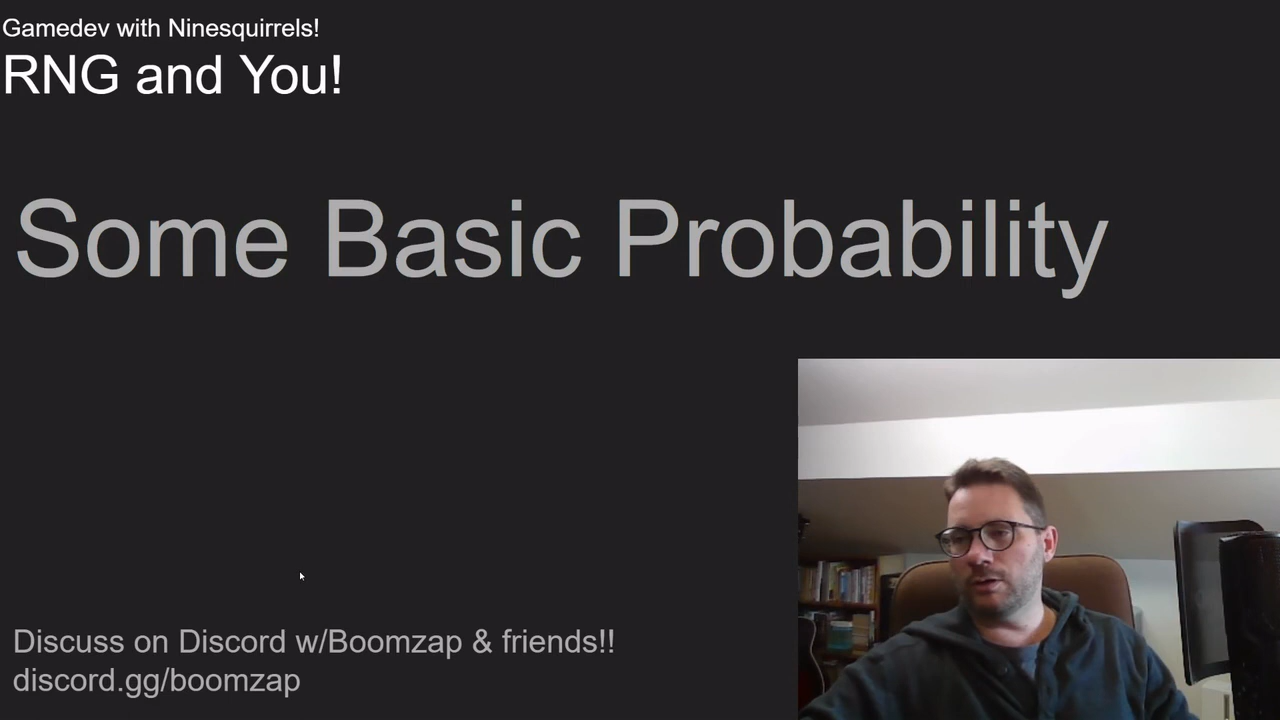 Gamedev with Ninesquirrels!
RNG and You!
Some Basic Probability
Discuss on Discord w/Boomzap & friends!!
discord.gg/boomzap